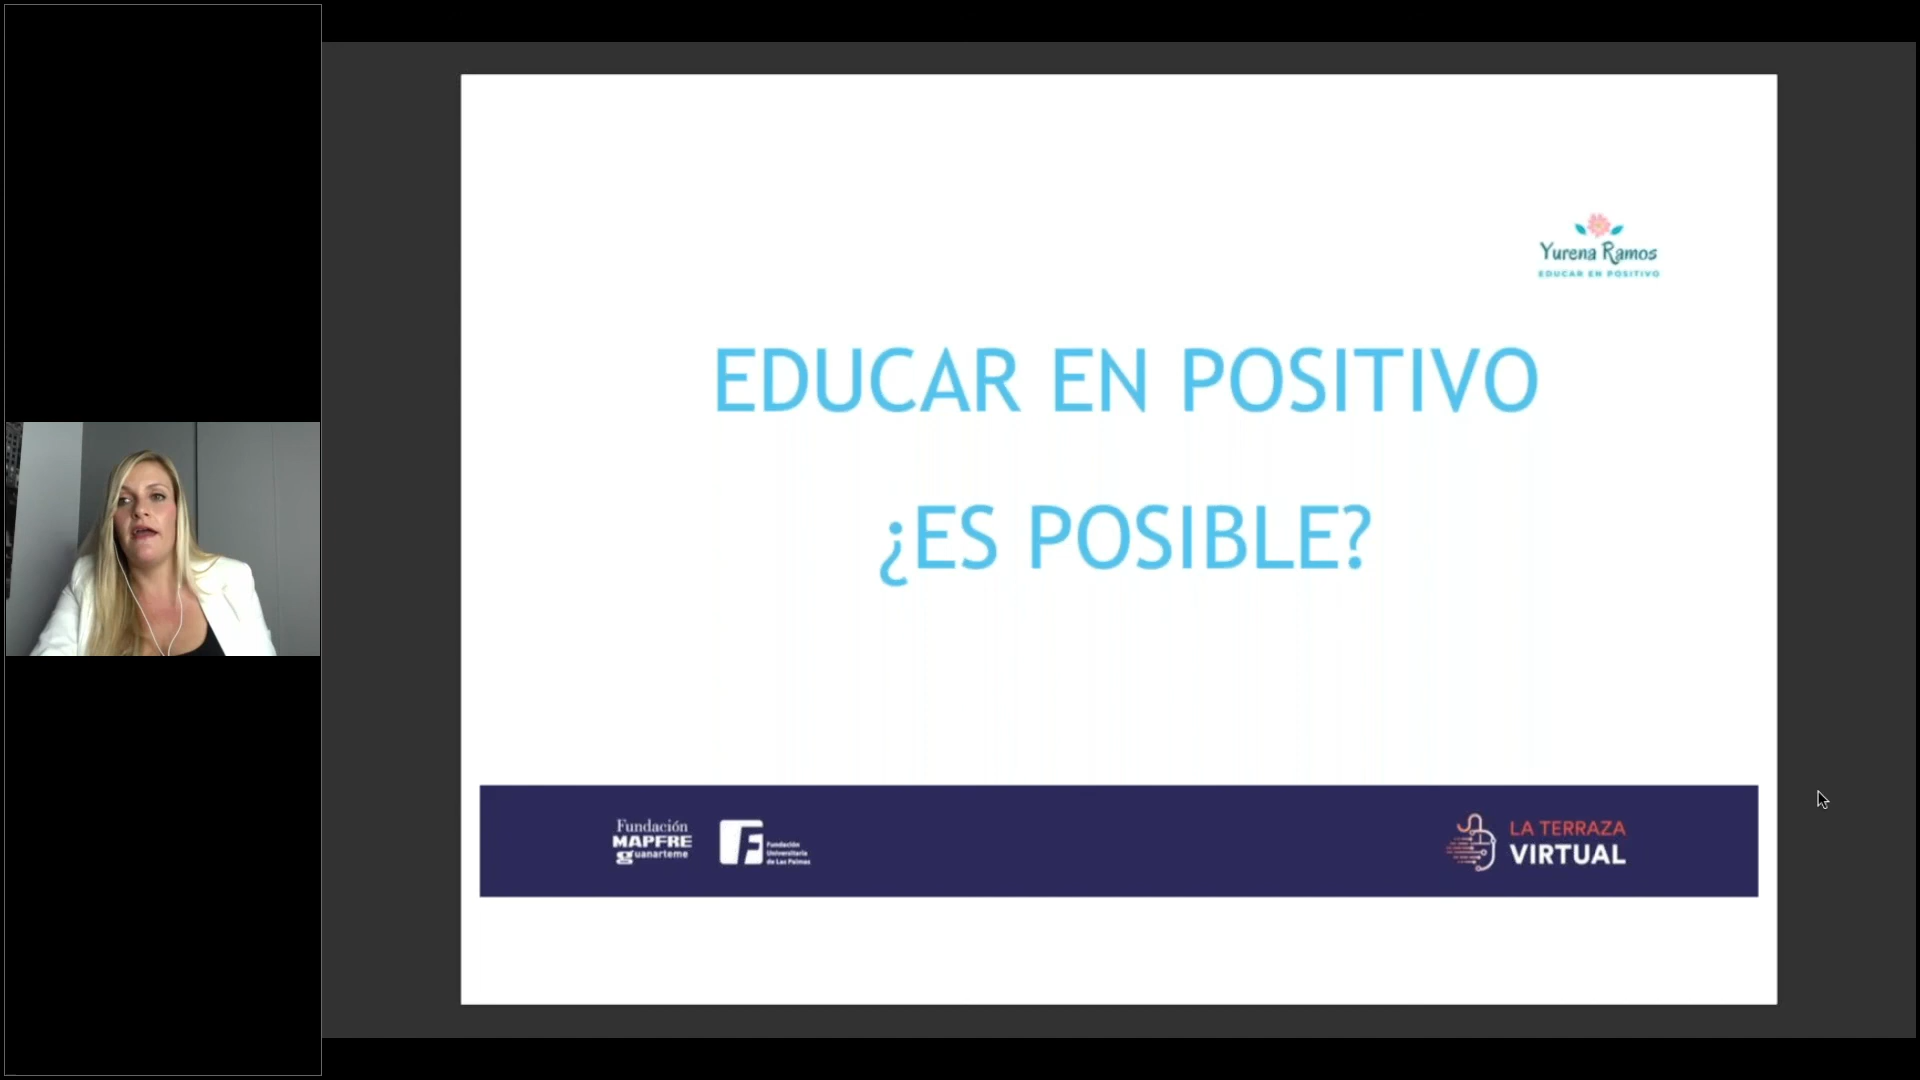 Yurena Ramos
EDUCAR EN POSITIVO
EDUCAR EN POSITIVO
¿ES POSIBLE?
Fundación
MAPFRE
guanarteme
Fundación
Universitaria
de Las Palmas
LA TERRAZA
VIRTUAL